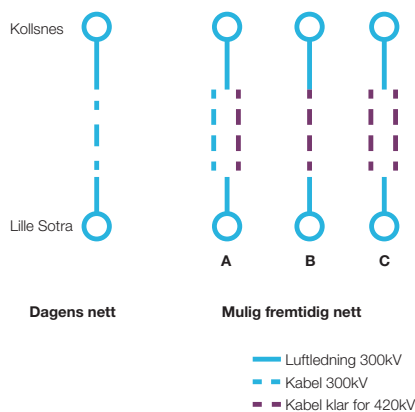 Kollsnes
Lille Sotra
A B C
Dagens nett
Mulig fremtidig nett
Luftledning 300kV
Kabel 300kV
Kabel klar for 420kV